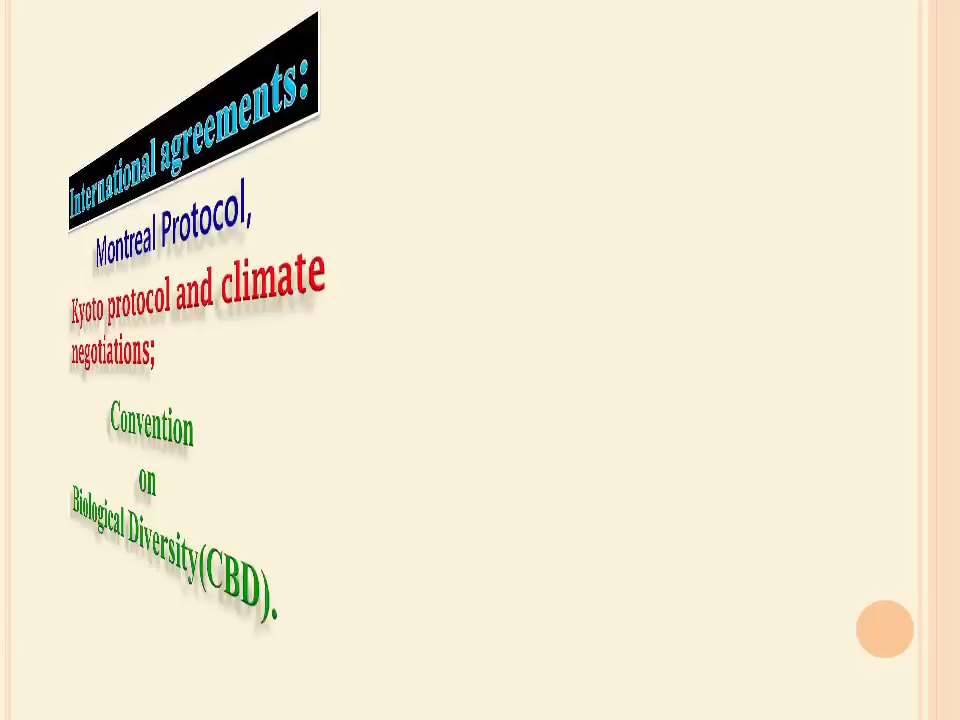 International agreements:
Montreal Protocol,
Kyoto protocol and climate
negotiations;
Convention
on
Biological Diversity(CBD).